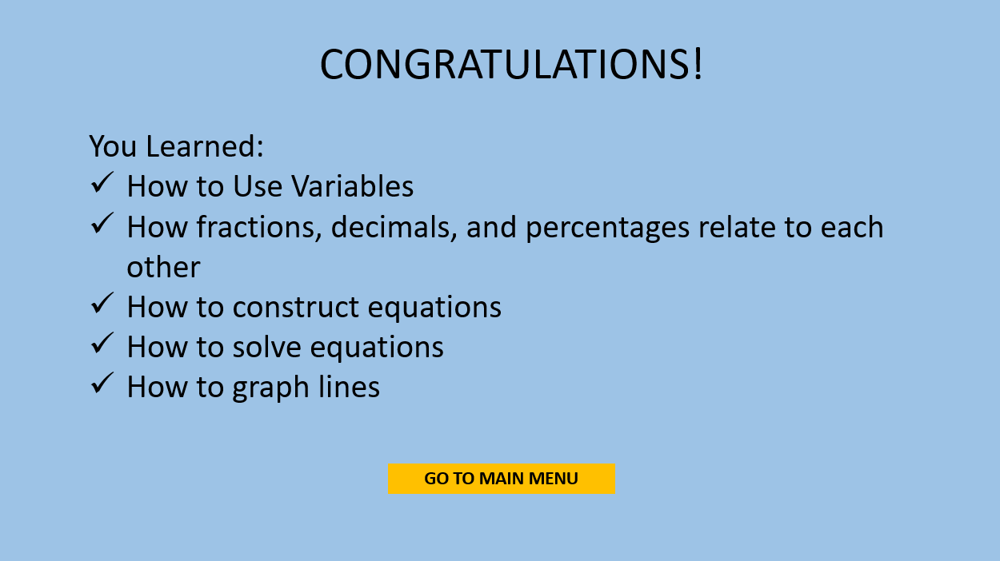 CONGRATULATIONS!
You Learned:
✓ How to Use Variables
✓ How fractions, decimals, and percentages relate to each
other
✓ How to construct equations
✓ How to solve equations
✓ How to graph lines
GO TO MAIN MENU